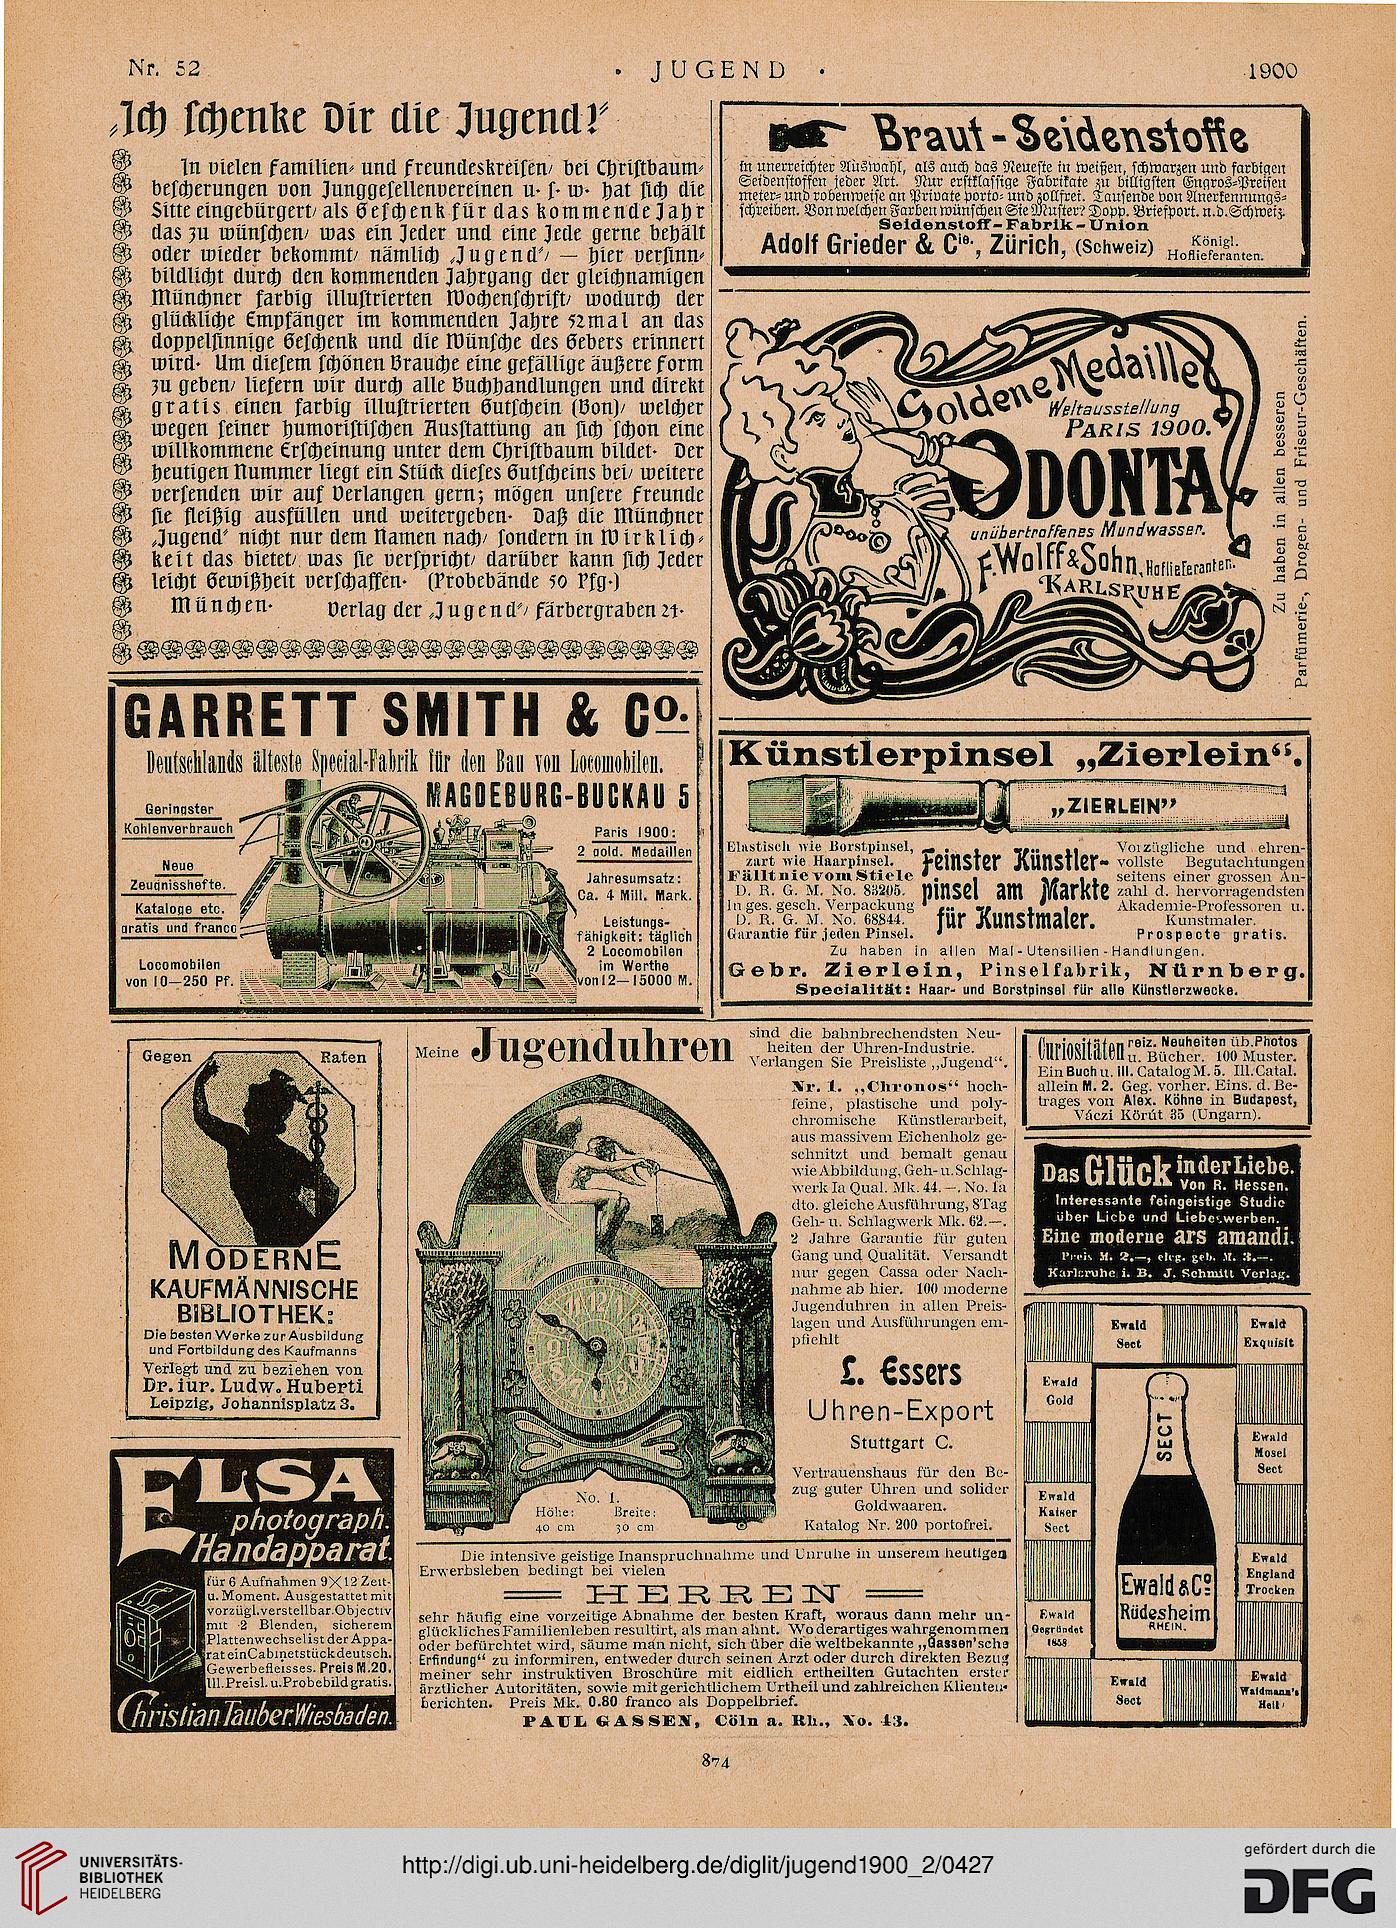 Nr. 52
· JUGEND ·
1900
„Ich schenke Dir die Jugend!“
In vielen Familien- und Freundeskreisen, bei Christbaum-
bescherungen von Junggesellenvereinen u. s. w. hat sich die
Sitte eingebürgert, als Geschenk für das kommende Jahr
das zu wünschen, was ein Jeder und eine Jede gerne behält
oder wieder bekommt, nämlich „Jugend“, — hier versinn-
bildlicht durch den kommenden Jahrgang der gleichnamigen
Münchner farbig illustrierten Wochenschrift, wodurch der
glückliche Empfänger im kommenden Jahre 52mal an das
doppelsinnige Geschenk und die Wünsche des Gebers erinnert
wird. Um diesem schönen Brauche eine gefällige äußere Form
zu geben, liefern wir durch alle Buchhandlungen und direkt
gratis einen farbig illustrierten Gutschein (Bon), welcher
wegen seiner humoristischen Ausstattung an sich schon eine
willkommene Erscheinung unter dem Christbaum bildet. Der
heutigen Nummer liegt ein Stück dieses Gutscheins bei, weitere
versenden wir auf Verlangen gern; mögen unsere Freunde
sie fleißig ausfüllen und weitergeben. Daß die Münchner
„Jugend“ nicht nur dem Namen nach, sondern in Wirklich-
keit das bietet, was sie verspricht, darüber kann sich Jeder
leicht Gewißheit verschaffen. (Probebände 50 Pfg.)
München. Verlag der „Jugend“, Färbergraben 24.
Braut-Seidenstoffe
in unerreichter Auswahl, als auch das Neueste in weißen, schwarzen und farbigen
Seidenstoffen jeder Art. Nur erstklassige Fabrikate zu billigsten Engros-Preisen
meter- und robenweise an Private porto- und zollfrei. Tausende von Anerkennungs-
schreiben. Von welchen Farben wünschen Sie Muster? Dopp. Briefport. n. d. Schweiz.
Seidenstoff-Fabrik-Union
Adolf Grieder & Cie., Zürich, (Schweiz) Königl.
Hoflieferanten.
Goldene Medaille
Weltausstellung
PARIS 1900.
ODONTA
unübertroffenes Mundwasser.
F. Wolff & Sohn, Hoflieferanten.
KARLSRUHE
Zu haben in allen besseren
Parfümerie-, Drogen- und Friseur-Geschäften.
GARRETT SMITH & Co.
Deutschlands älteste Special-Fabrik für den Bau von Locomobilen.
MAGDEBURG-BUCKAU 5
Geringster
Kohlenverbrauch
Neue
Zeugnisshefte.
Kataloge etc.
gratis und franco
Locomobilen
von 10—250 Pf.
Paris 1900:
2 gold. Medaillen
Jahresumsatz:
Ca. 4 Mill. Mark.
Leistungs-
fähigkeit: täglich
2 Locomobilen
im Werthe
von 12—15000 M.
Künstlerpinsel „Zierlein“.
„ZIERLEIN”
Elastisch wie Borstpinsel,
zart wie Haarpinsel.
Fällt nie vom Stiele
D. R. G. M. No. 83205.
In ges. gesch. Verpackung
D. R. G. M. No. 68844.
Garantie für jeden Pinsel.
Feinster Künstler-
pinsel am Markte
für Kunstmaler.
Vorzügliche und ehren-
vollste Begutachtungen
seitens einer grossen An-
zahl d. hervorragendsten
Akademie-Professoren u.
Kunstmaler.
Prospecte gratis.
Zu haben in allen Mal-Utensilien-Handlungen.
Gebr. Zierlein, Pinselfabrik, Nürnberg.
Specialität: Haar- und Borstpinsel für alle Künstlerzwecke.
Gegen Raten
MODERNE
KAUFMÄNNISCHE
BIBLIOTHEK:
Die besten Werke zur Ausbildung
und Fortbildung des Kaufmanns
Verlegt und zu beziehen von
Dr. iur. Ludw. Huberti
Leipzig, Johannisplatz 3.
ELSA
photograph.
Handapparat.
für 6 Aufnahmen 9×12 Zeit-
u. Moment. Ausgestattet mit
vorzügl. verstellbar. Objectiv
mit 2 Blenden, sicherem
Plattenwechsel ist der Appa-
rat ein Cabinetstück deutsch.
Gewerbefleisses. Preis M. 20.
Ill. Preisl. u. Probebild gratis.
Christian Tauber. Wiesbaden.
Meine Jugenduhren
sind die bahnbrechendsten Neu-
heiten der Uhren-Industrie.
Verlangen Sie Preisliste „Jugend“.
Nr. 1. „Chronos“ hoch-
feine, plastische und poly-
chromische Künstlerarbeit,
aus massivem Eichenholz ge-
schnitzt und bemalt genau
wie Abbildung, Geh- u. Schlag-
werk Ia Qual. Mk. 44.—. No. 1a
dto. gleiche Ausführung, 8 Tag
Geh- u. Schlagwerk Mk. 62.—.
2 Jahre Garantie für guten
Gang und Qualität. Versandt
nur gegen Cassa oder Nach-
nahme ab hier. 100 moderne
Jugenduhren in allen Preis-
lagen und Ausführungen em-
pfiehlt
L. Essers
Uhren-Export
Stuttgart C.
Vertrauenshaus für den Be-
zug guter Uhren und solider
Goldwaaren.
Katalog Nr. 200 portofrei.
No. 1.
Höhe: Breite:
40 cm 30 cm
Die intensive geistige Inanspruchnahme und Unruhe in unserem heutigen
Erwerbsleben bedingt bei vielen
HERREN
sehr häufig eine vorzeitige Abnahme der besten Kraft, woraus dann mehr un-
glückliches Familienleben resultirt, als man ahnt. Wo derartiges wahrgenommen
oder befürchtet wird, säume man nicht, sich über die weltbekannte „Gassen'sche
Erfindung“ zu informiren, entweder durch seinen Arzt oder durch direkten Bezug
meiner sehr instruktiven Broschüre mit eidlich ertheilten Gutachten erster
ärztlicher Autoritäten, sowie mit gerichtlichem Urtheil und zahlreichen Klienten-
berichten. Preis Mk. 0.80 franco als Doppelbrief.
PAUL GASSEN, Cöln a. Rh., No. 43.
Curiositäten reiz. Neuheiten üb. Photos
u. Bücher. 100 Muster.
Ein Buch u. ill. Catalog M. 5. Ill. Catal.
allein M. 2. Geg. vorher. Eins. d. Be-
trages von Alex. Köhne in Budapest,
Váczi Körút 35 (Ungarn).
Das Glück in der Liebe.
Von R. Hessen.
Interessante feingeistige Studie
über Liebe und Liebeswerben.
Eine moderne ars amandi.
Preis M. 2.—, eleg. geb. M. 3.—.
Karlsruhe i. B. J. Schmitt Verlag.
Ewald
Sect
Ewald
Exquisit
Ewald
Gold
Ewald
Mosel
Sect
Ewald
Kaiser
Sect
Ewald
England
Trocken
Ewald
Gegründet
1858
Ewald
Sect
Ewald
Waidmann's
Heil
SECT
Ewald & Co
Rüdesheim
RHEIN.
874
UNIVERSITÄTS-
BIBLIOTHEK
HEIDELBERG
http://digi.ub.uni-heidelberg.de/diglit/jugend1900_2/0427
gefördert durch die
DFG